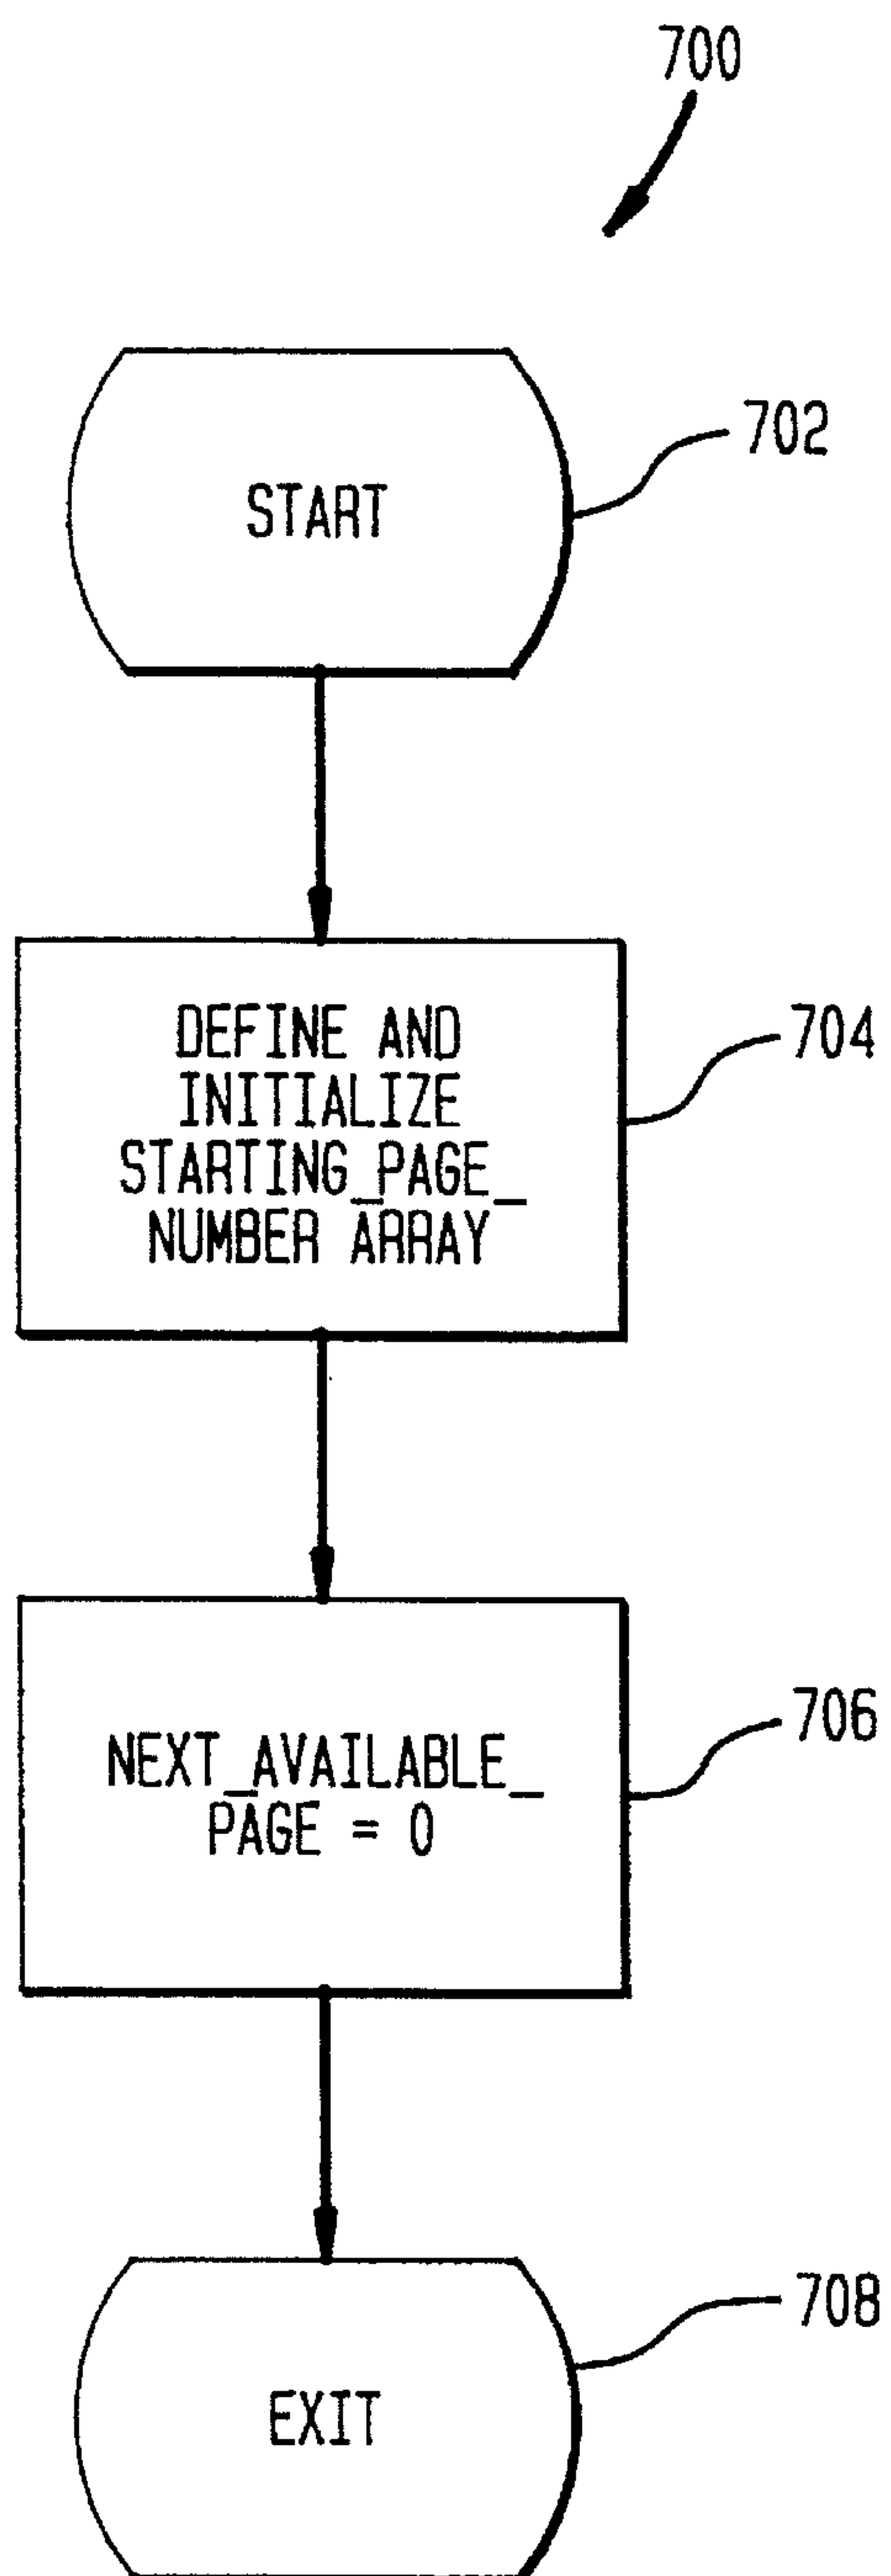 700
START
702
DEFINE AND
INITIALIZE
STARTING_PAGE_
NUMBER ARRAY
704
NEXT_AVAILABLE_
PAGE = 0
706
EXIT
708